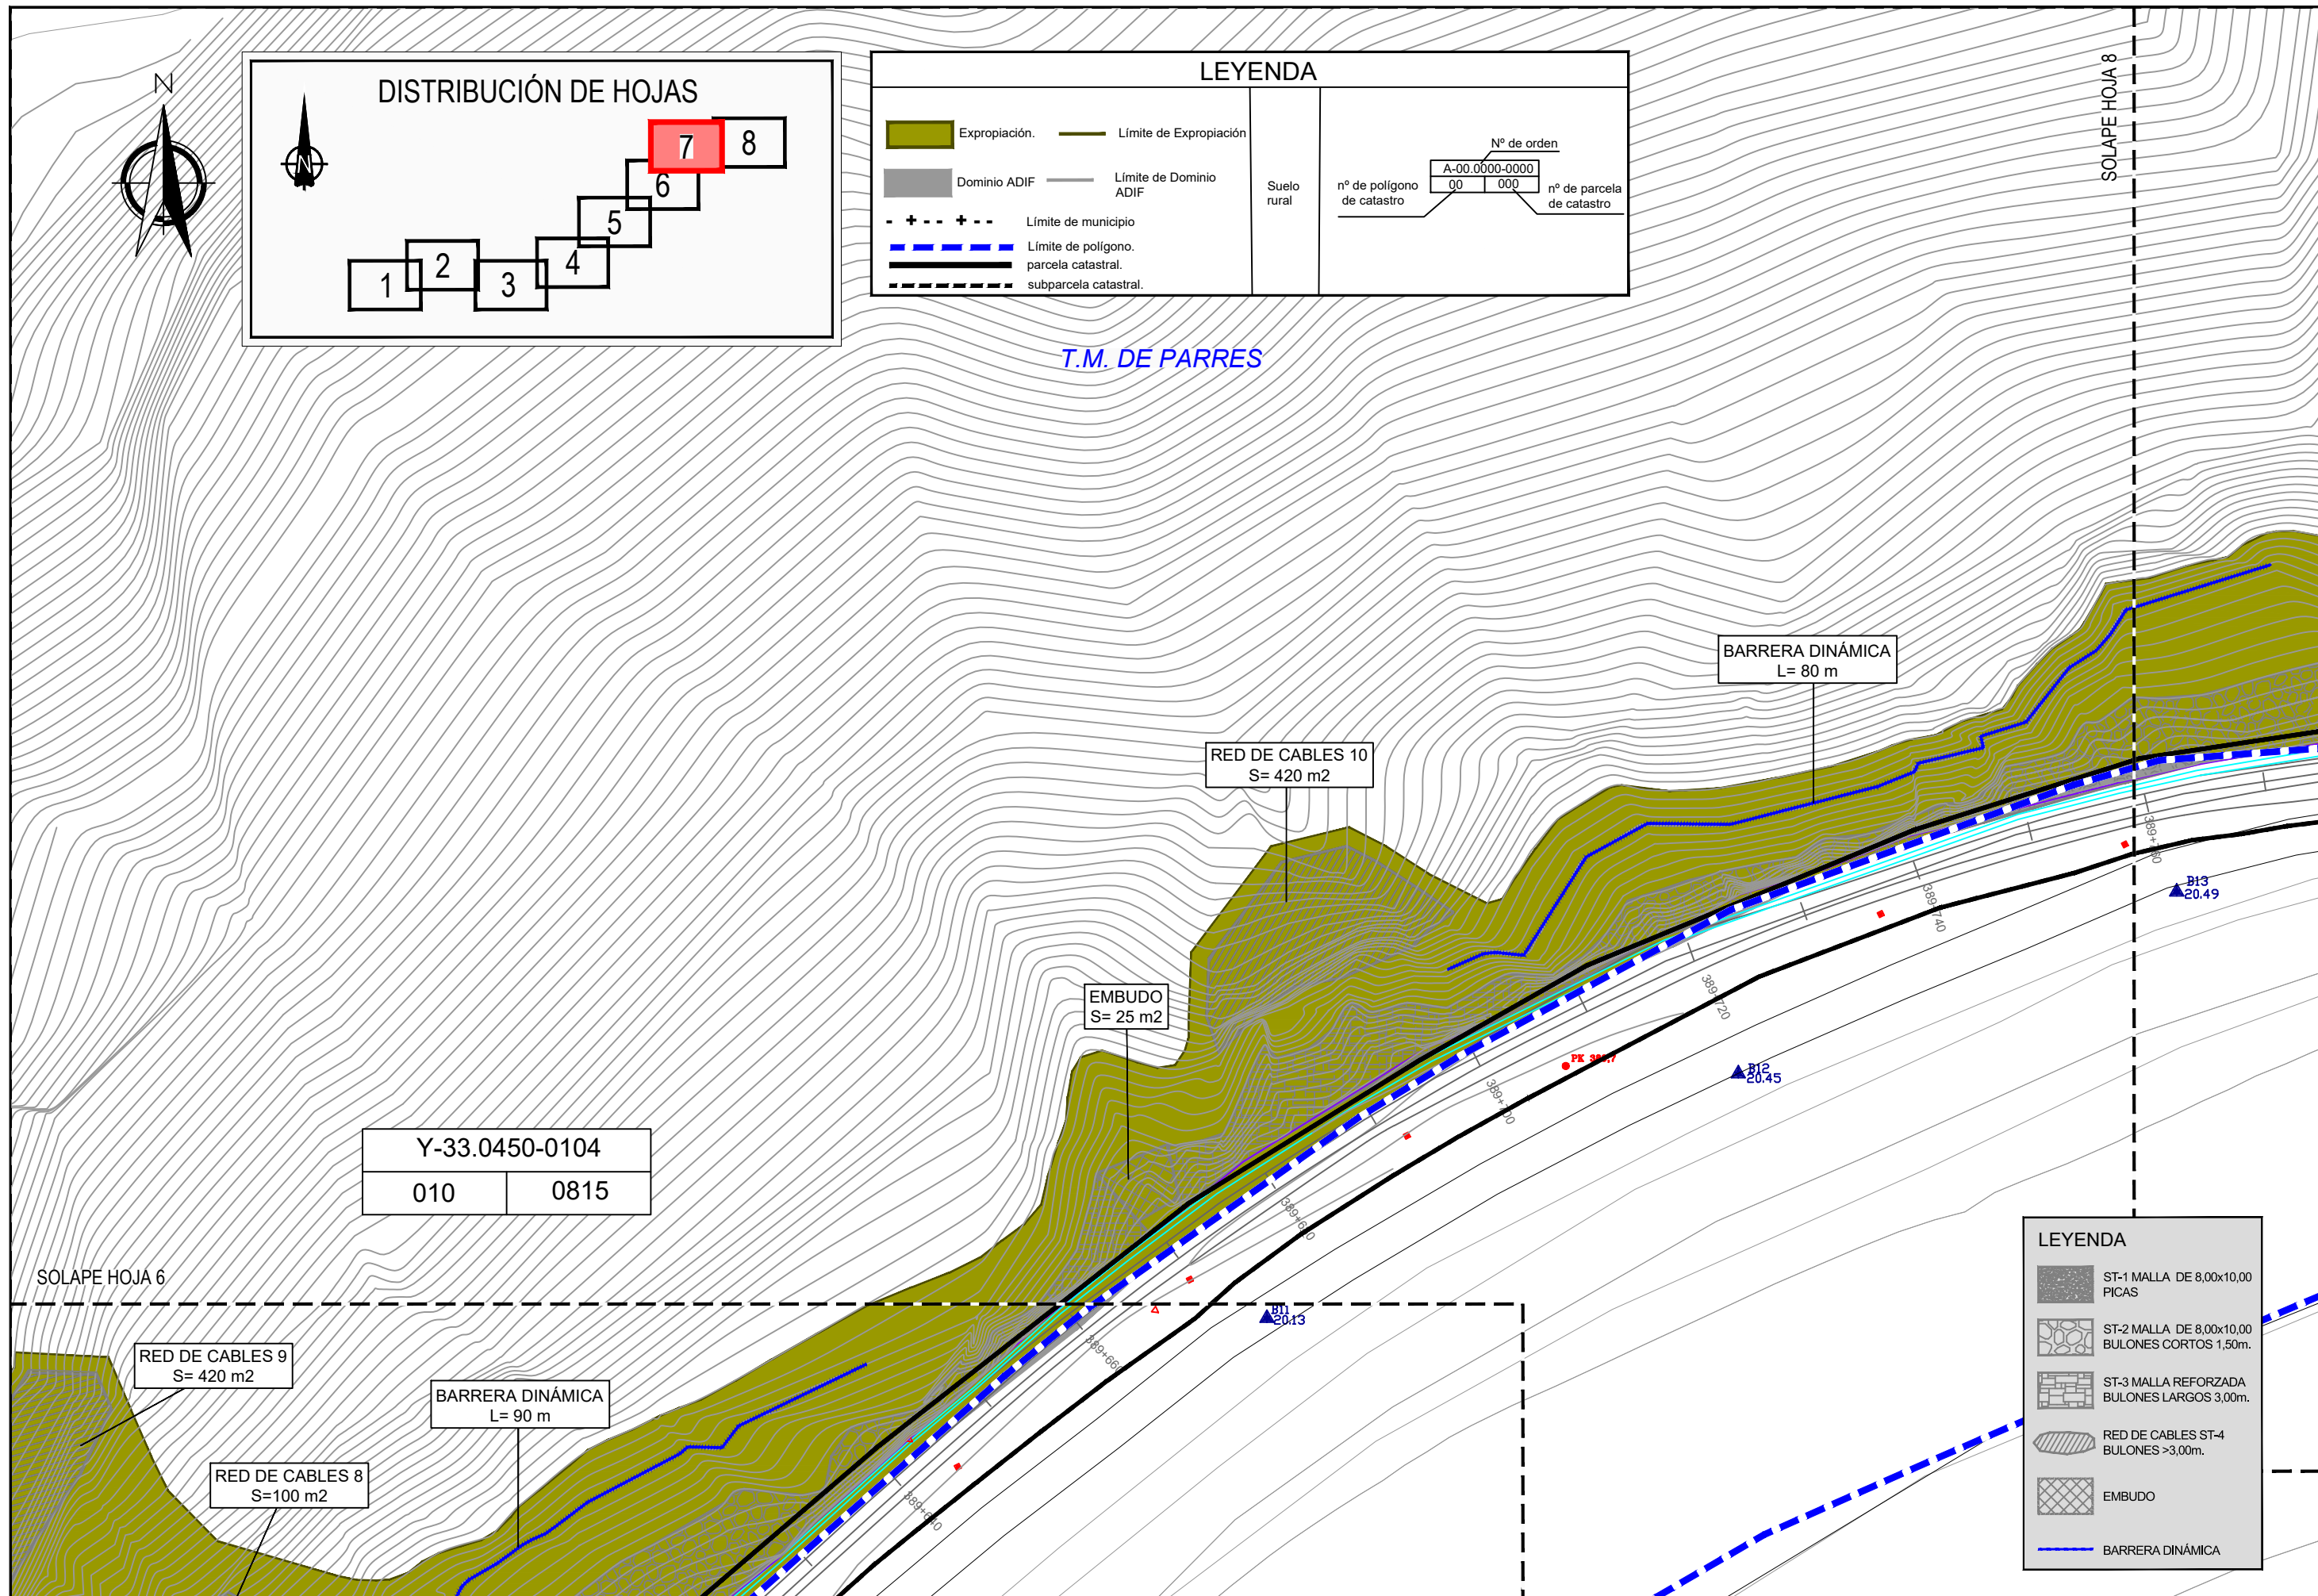 N
DISTRIBUCIÓN DE HOJAS
N
1
2
3
4
5
6
7
8
LEYENDA
Expropiación.
Límite de Expropiación
Dominio ADIF
Límite de Dominio
ADIF
Límite de municipio
Límite de polígono.
parcela catastral.
subparcela catastral.
Suelo
rural
Nº de orden
A-00.0000-0000
00 000
nº de polígono
de catastro
nº de parcela
de catastro
SOLAPE HOJA 8
T.M. DE PARRES
BARRERA DINÁMICA
L= 80 m
RED DE CABLES 10
S= 420 m2
EMBUDO
S= 25 m2
B13
20.49
B12
20.45
B11
20.13
389+740
389+720
389+660
Y-33.0450-0104
010 0815
SOLAPE HOJA 6
RED DE CABLES 9
S= 420 m2
BARRERA DINÁMICA
L= 90 m
RED DE CABLES 8
S=100 m2
LEYENDA
ST-1 MALLA DE 8,00x10,00
PICAS
ST-2 MALLA DE 8,00x10,00
BULONES CORTOS 1,50m.
ST-3 MALLA REFORZADA
BULONES LARGOS 3,00m.
RED DE CABLES ST-4
BULONES >3,00m.
EMBUDO
BARRERA DINÁMICA